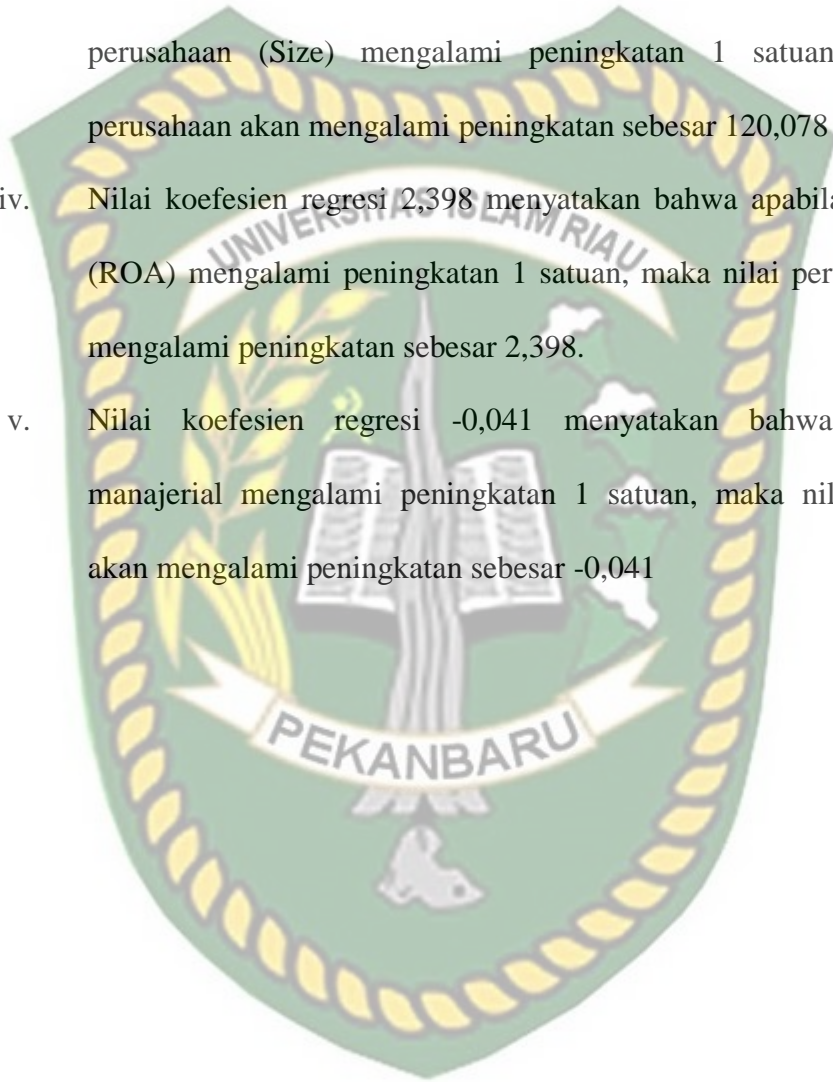 perusahaan (Size) mengalami peningkatan 1 satuan
perusahaan akan mengalami peningkatan sebesar 120,078
iv. Nilai koefesien regresi 2,398 menyatakan bahwa apabila
(ROA) mengalami peningkatan 1 satuan, maka nilai per
mengalami peningkatan sebesar 2,398.
v. Nilai koefesien regresi -0,041 menyatakan bahwa
manajerial mengalami peningkatan 1 satuan, maka nil
akan mengalami peningkatan sebesar -0,041
UNIVERSITAS ISLAM RIAU
PEKANBARU